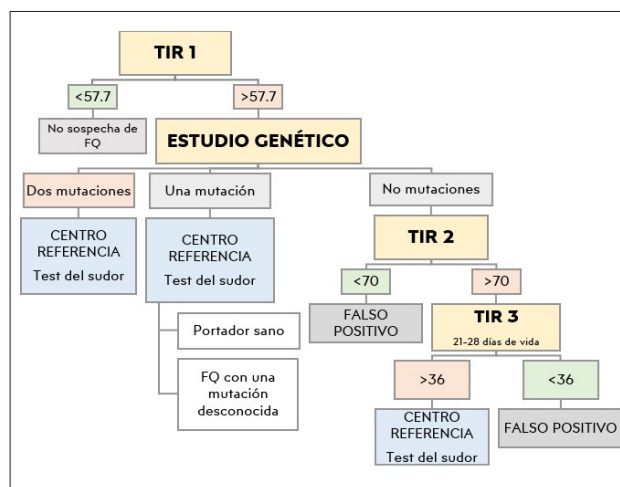 TIR 1
<57.7
>57.7
No sospecha de
FQ
ESTUDIO GENÉTICO
Dos mutaciones
Una mutación
No mutaciones
CENTRO
REFERENCIA
Test del sudor
CENTRO
REFERENCIA
Test del sudor
TIR 2
<70
>70
Portador sano
FALSO
POSITIVO
TIR 3
21-28 días de vida
FQ con una
mutación
desconocida
>36
<36
CENTRO
REFERENCIA
Test del sudor
FALSO POSITIVO